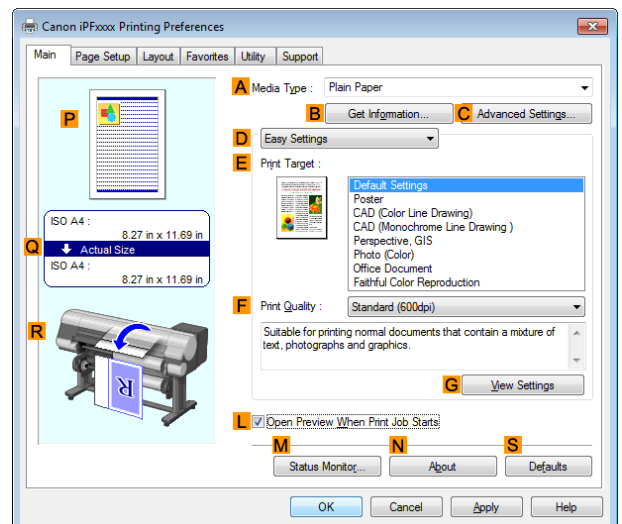 Canon iPFxxxx Printing Preferences
Main Page Setup Layout Favorites Utility Support
P
A Media Type : Plain Paper
B Get Information... C Advanced Settings...
D Easy Settings
E Print Target :
Default Settings
Poster
CAD (Color Line Drawing)
CAD (Monochrome Line Drawing )
Perspective, GIS
Photo (Color)
Office Document
Faithful Color Reproduction
ISO A4 :
8.27 in x 11.69 in
Q Actual Size
ISO A4 :
8.27 in x 11.69 in
F Print Quality : Standard (600dpi)
Suitable for printing normal documents that contain a mixture of
text, photographs and graphics.
R
R
G View Settings
L Open Preview When Print Job Starts
M N S
Status Monitor... About Defaults
OK Cancel Apply Help